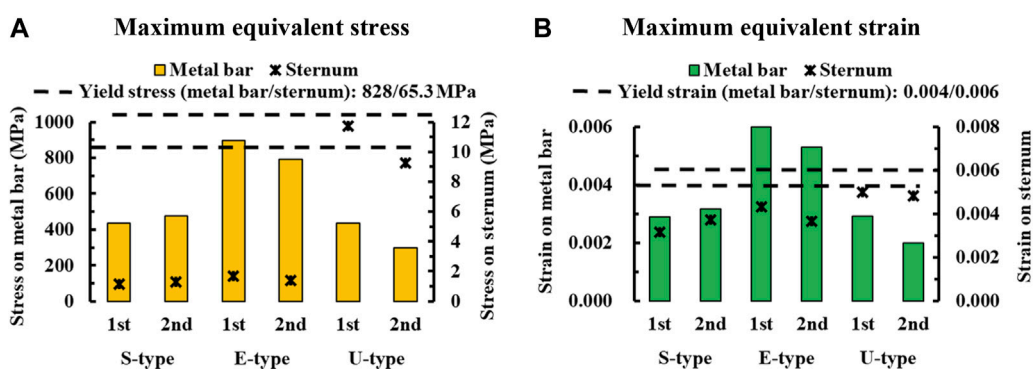 A Maximum equivalent stress
Metal bar Sternum
Yield stress (metal bar/sternum): 828/65.3 MPa
Stress on metal bar (MPa)
1000
800
600
400
200
0
12
10
8
6
4
2
0
Stress on sternum (MPa)
1st 2nd 1st 2nd 1st 2nd
S-type E-type U-type
B Maximum equivalent strain
Metal bar Sternum
Yield strain (metal bar/sternum): 0.004/0.006
Strain on metal bar
0.006
0.004
0.002
0.000
0.008
0.006
0.004
0.002
0.000
Strain on sternum
1st 2nd 1st 2nd 1st 2nd
S-type E-type U-type